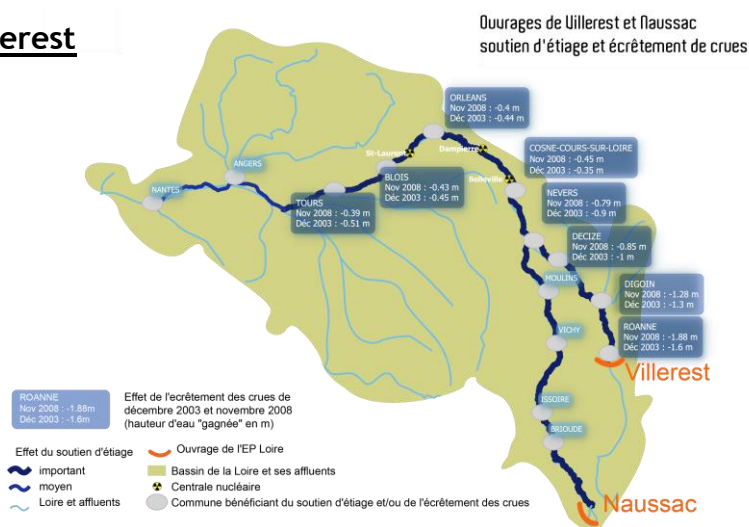 erest
Ouvrages de Villerest et Naussac
soutien d'étiage et écrêtement de crues
ORLEANS
Nov 2008 : -0.4 m
Déc 2003 : -0.44 m
COSNE-COURS-SUR-LOIRE
Nov 2008 : -0.45 m
Déc 2003 : -0.35 m
St-Laurent
Dampierre
Belleville
ANGERS
NANTES
BLOIS
Nov 2008 : -0.43 m
Déc 2003 : -0.45 m
TOURS
Nov 2008 : -0.39 m
Déc 2003 : -0.51 m
NEVERS
Nov 2008 : -0.79 m
Déc 2003 : -0.9 m
DECIZE
Nov 2008 : -0.85 m
Déc 2003 : -1 m
MOULINS
DIGOIN
Nov 2008 : -1.28 m
Déc 2003 : -1.3 m
ROANNE
Nov 2008 : -1.88 m
Déc 2003 : -1.6 m
VICHY
Villerest
ISSOIRE
BRIOUDE
Naussac
ROANNE
Nov 2008 : -1.88m
Déc 2003 : -1.6m
Effet de l'ecrêtement des crues de
décembre 2003 et novembre 2008
(hauteur d'eau "gagnée" en m)
Effet du soutien d'étiage
important
moyen
Loire et affluents
Ouvrage de l'EP Loire
Bassin de la Loire et ses affluents
Centrale nucléaire
Commune bénéficiant du soutien d'étiage et/ou de l'écrêtement des crues